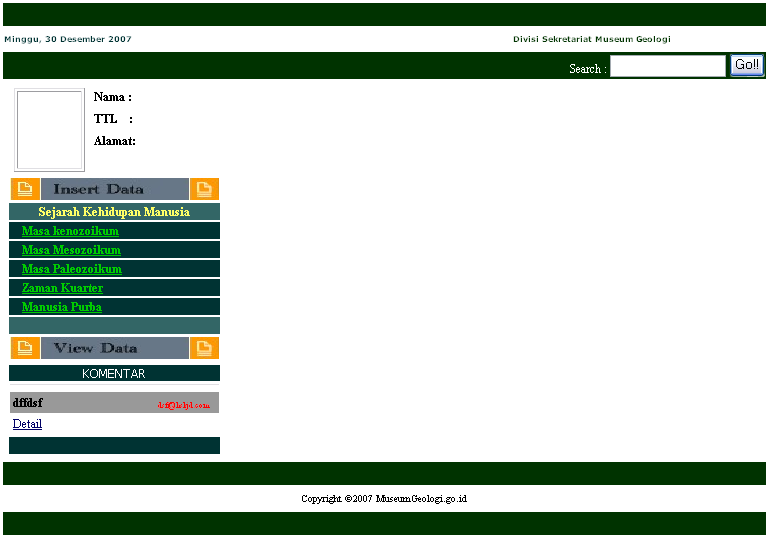 Minggu, 30 Desember 2007
Divisi Sekretariat Museum Geologi
Search : Go!!
Nama :
TTL :
Alamat:
Insert Data
Sejarah Kehidupan Manusia
Masa kenozoikum
Masa Mesozoikum
Masa Paleozoikum
Zaman Kuarter
Manusia Purba
View Data
KOMENTAR
dffdsf
Detail
Copyright ©2007 MuseumGeologi.go.id